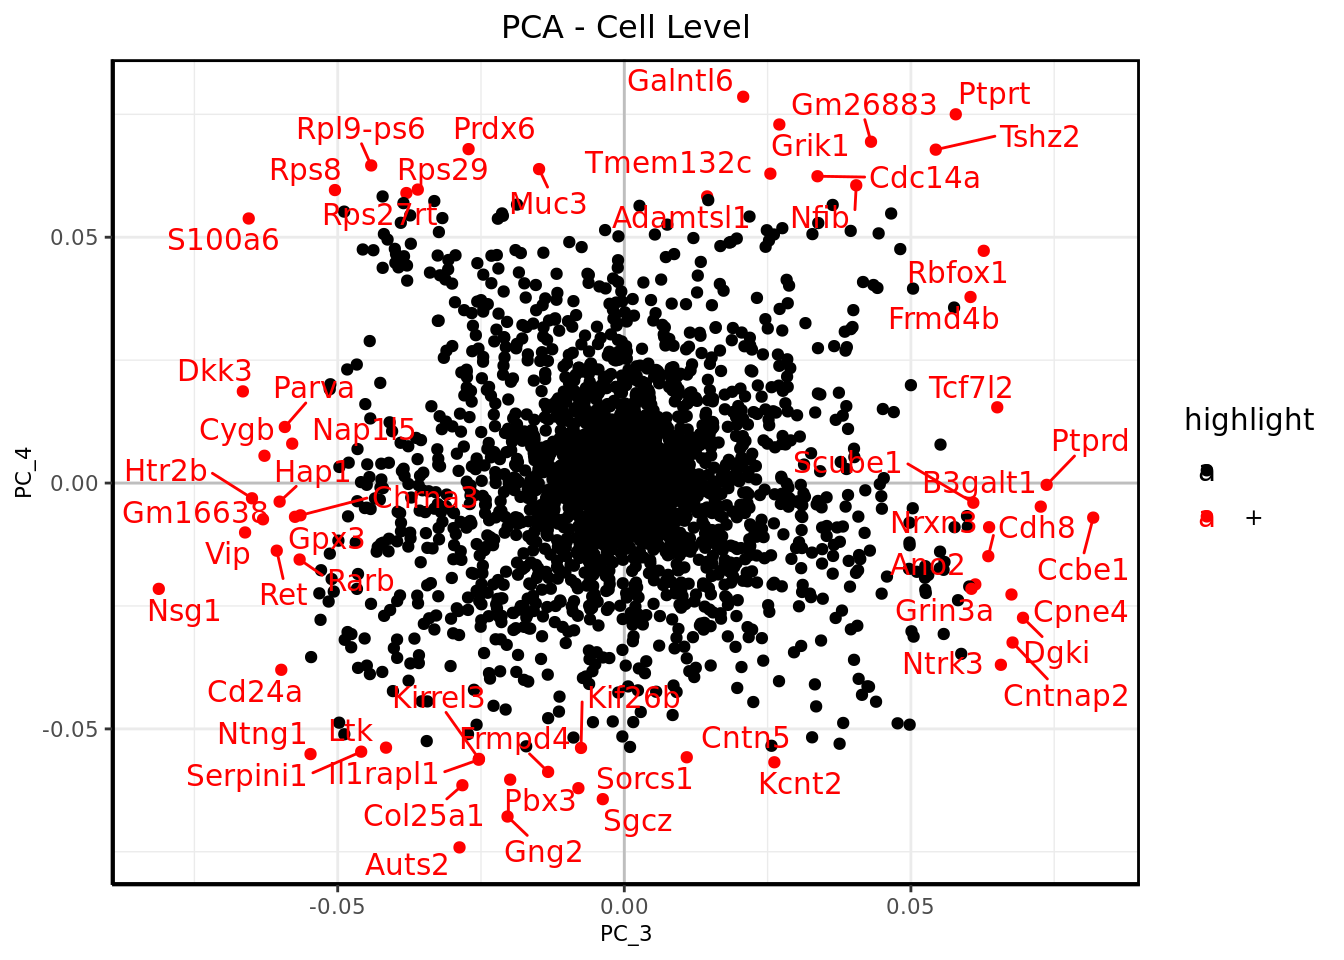 PCA - Cell Level
Galntl6
Gm26883
Ptprt
Rpl9-ps6
Prdx6
Grik1
Tshz2
Rps8
Rps29
Tmem132c
Cdc14a
Muc3
Rps27rt
Adamtsl1
Nfib
S100a6
0.05
Rbfox1
Frmd4b
Dkk3
Parva
Tcf7l2
Cygb
Nap1l5
Ptprd
highlight
Htr2b
Hap1
Scube1
B3galt1
a
0.00
PC_4
Chrna3
Gm16638
Nrxn3
Cdh8
a
+
Vip
Gpx3
Ano2
Ccbe1
Ret
Rarb
Nsg1
Grin3a
Cpne4
Dgki
Ntrk3
Cd24a
Kirrel3
Kif26b
Cntnap2
-0.05
Ntng1
Ltk
Frmpd4
Cntn5
Serpini1
Il1rapl1
Sorcs1
Kcnt2
Col25a1
Pbx3
Sgcz
Auts2
Gng2
-0.05
0.00
0.05
PC_3